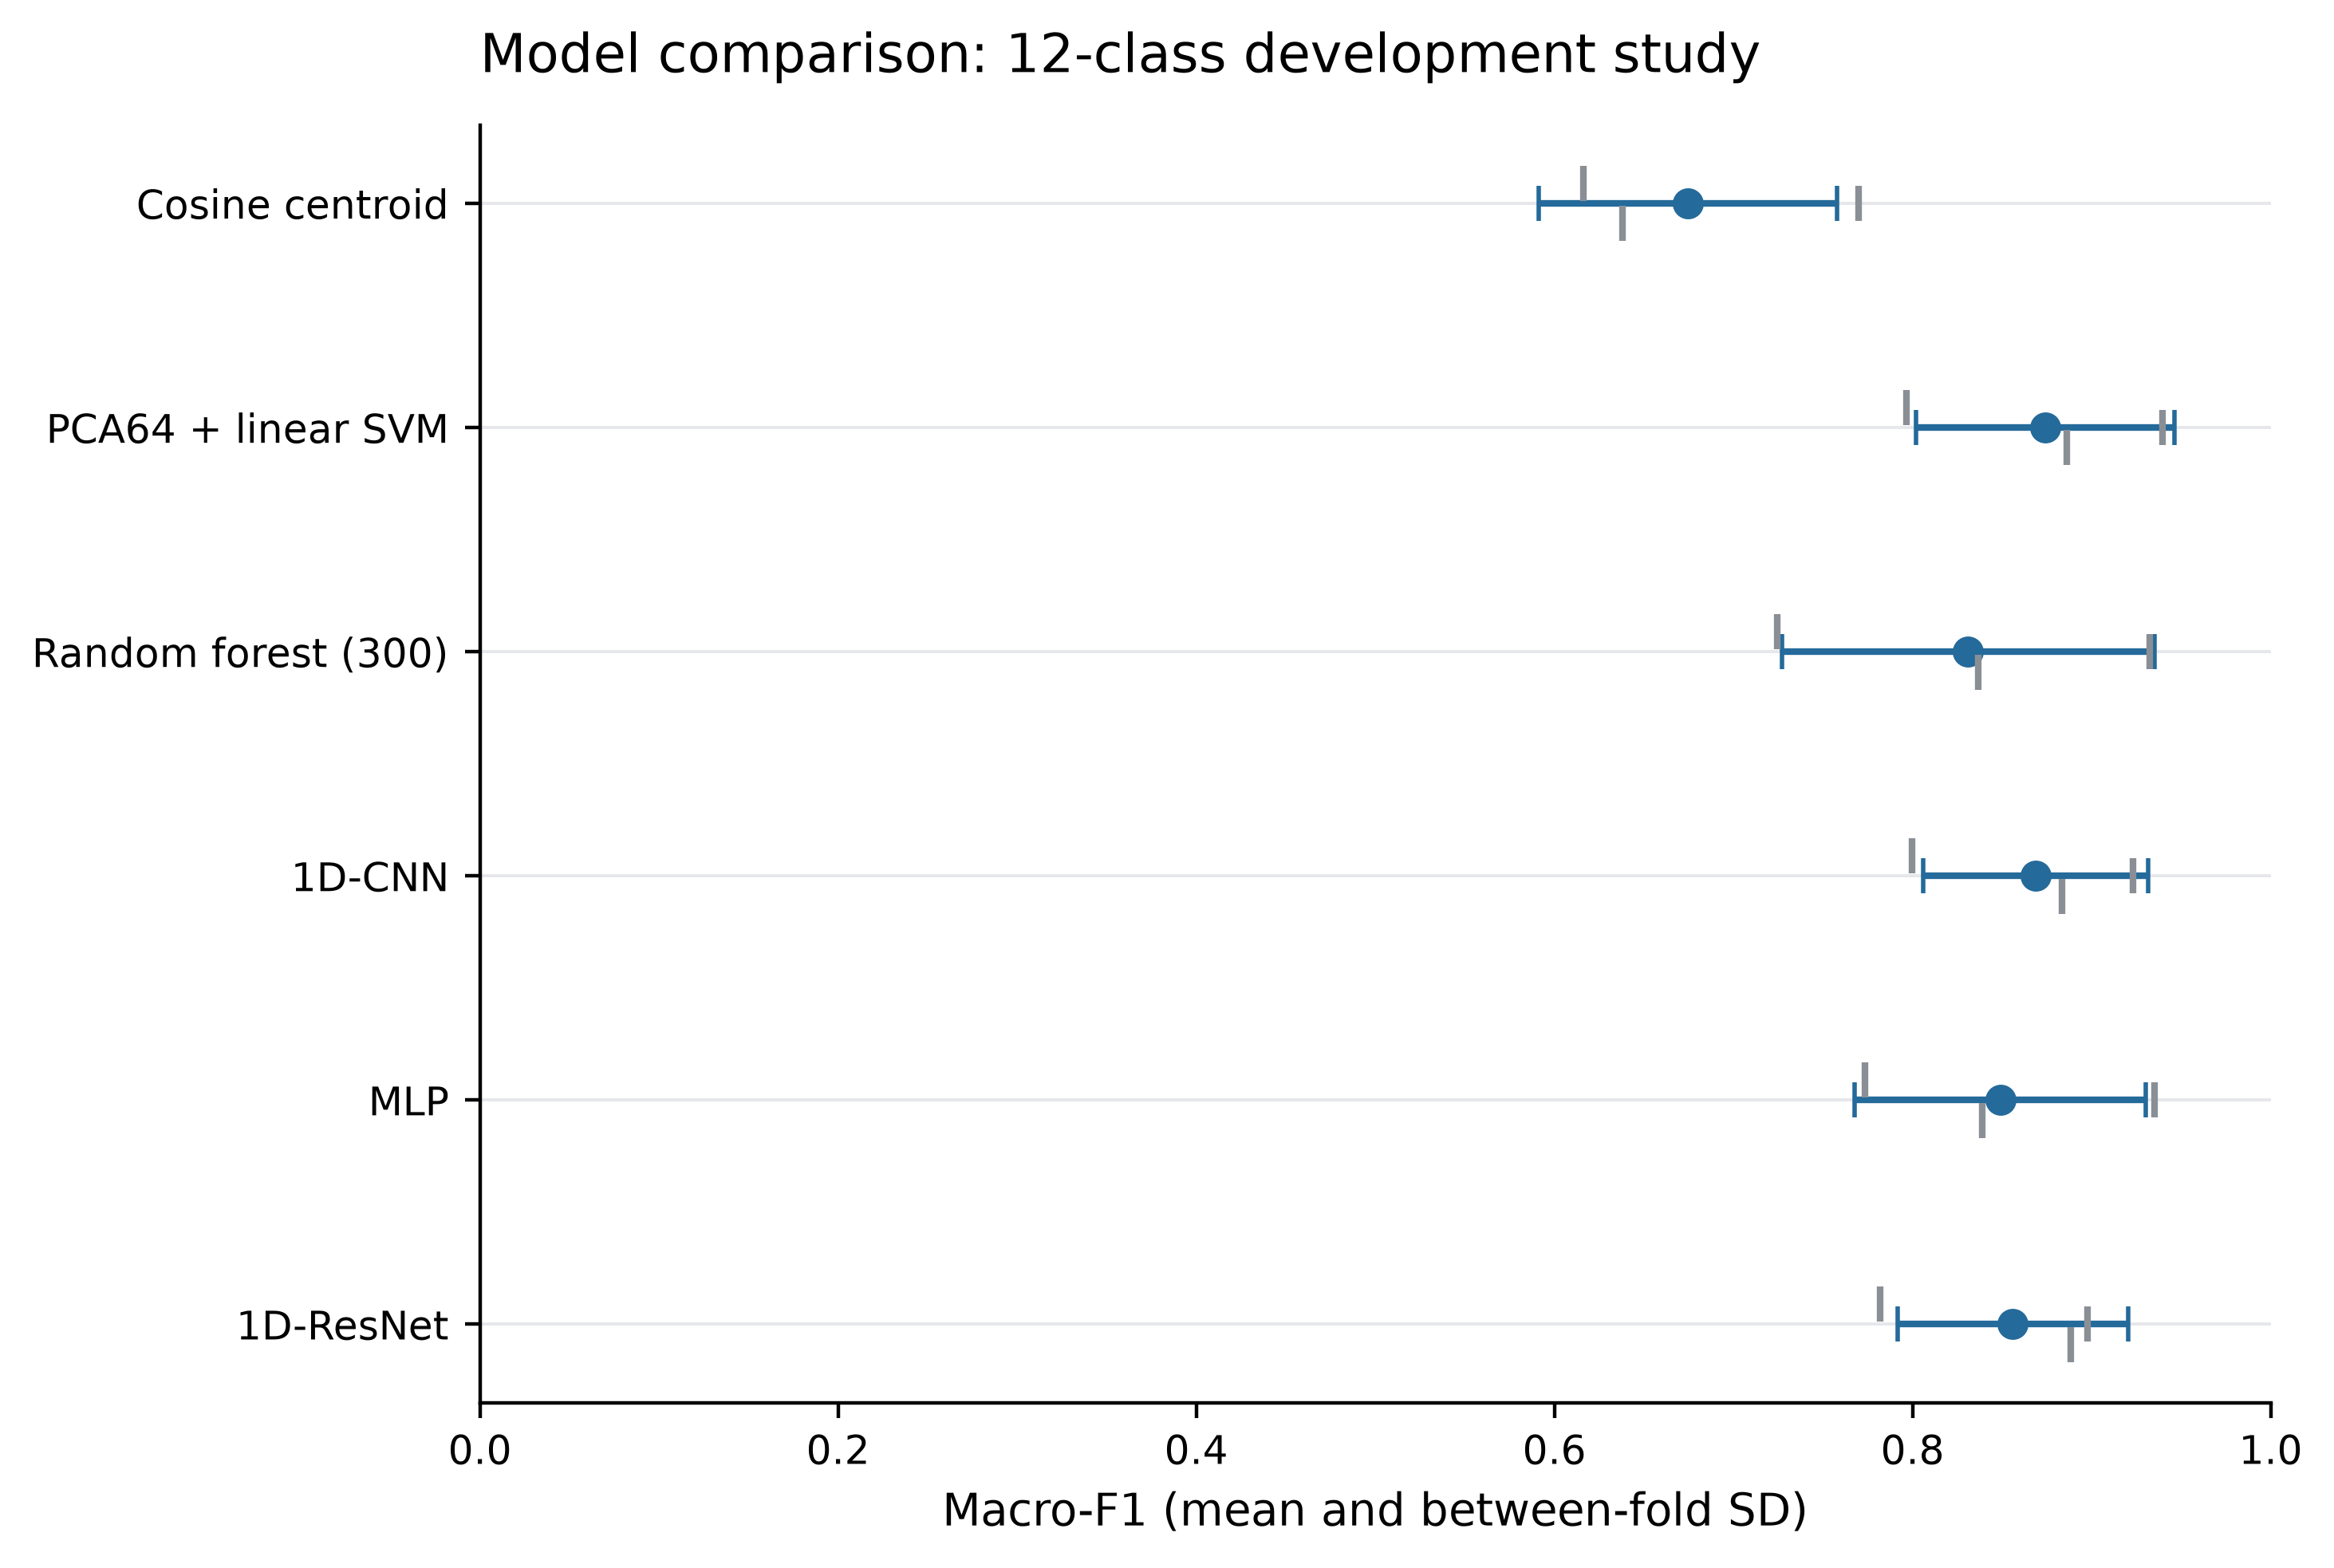 Model comparison: 12-class development study
Cosine centroid
PCA64 + linear SVM
Random forest (300)
1D-CNN
MLP
1D-ResNet
0.0 0.2 0.4 0.6 0.8 1.0
Macro-F1 (mean and between-fold SD)